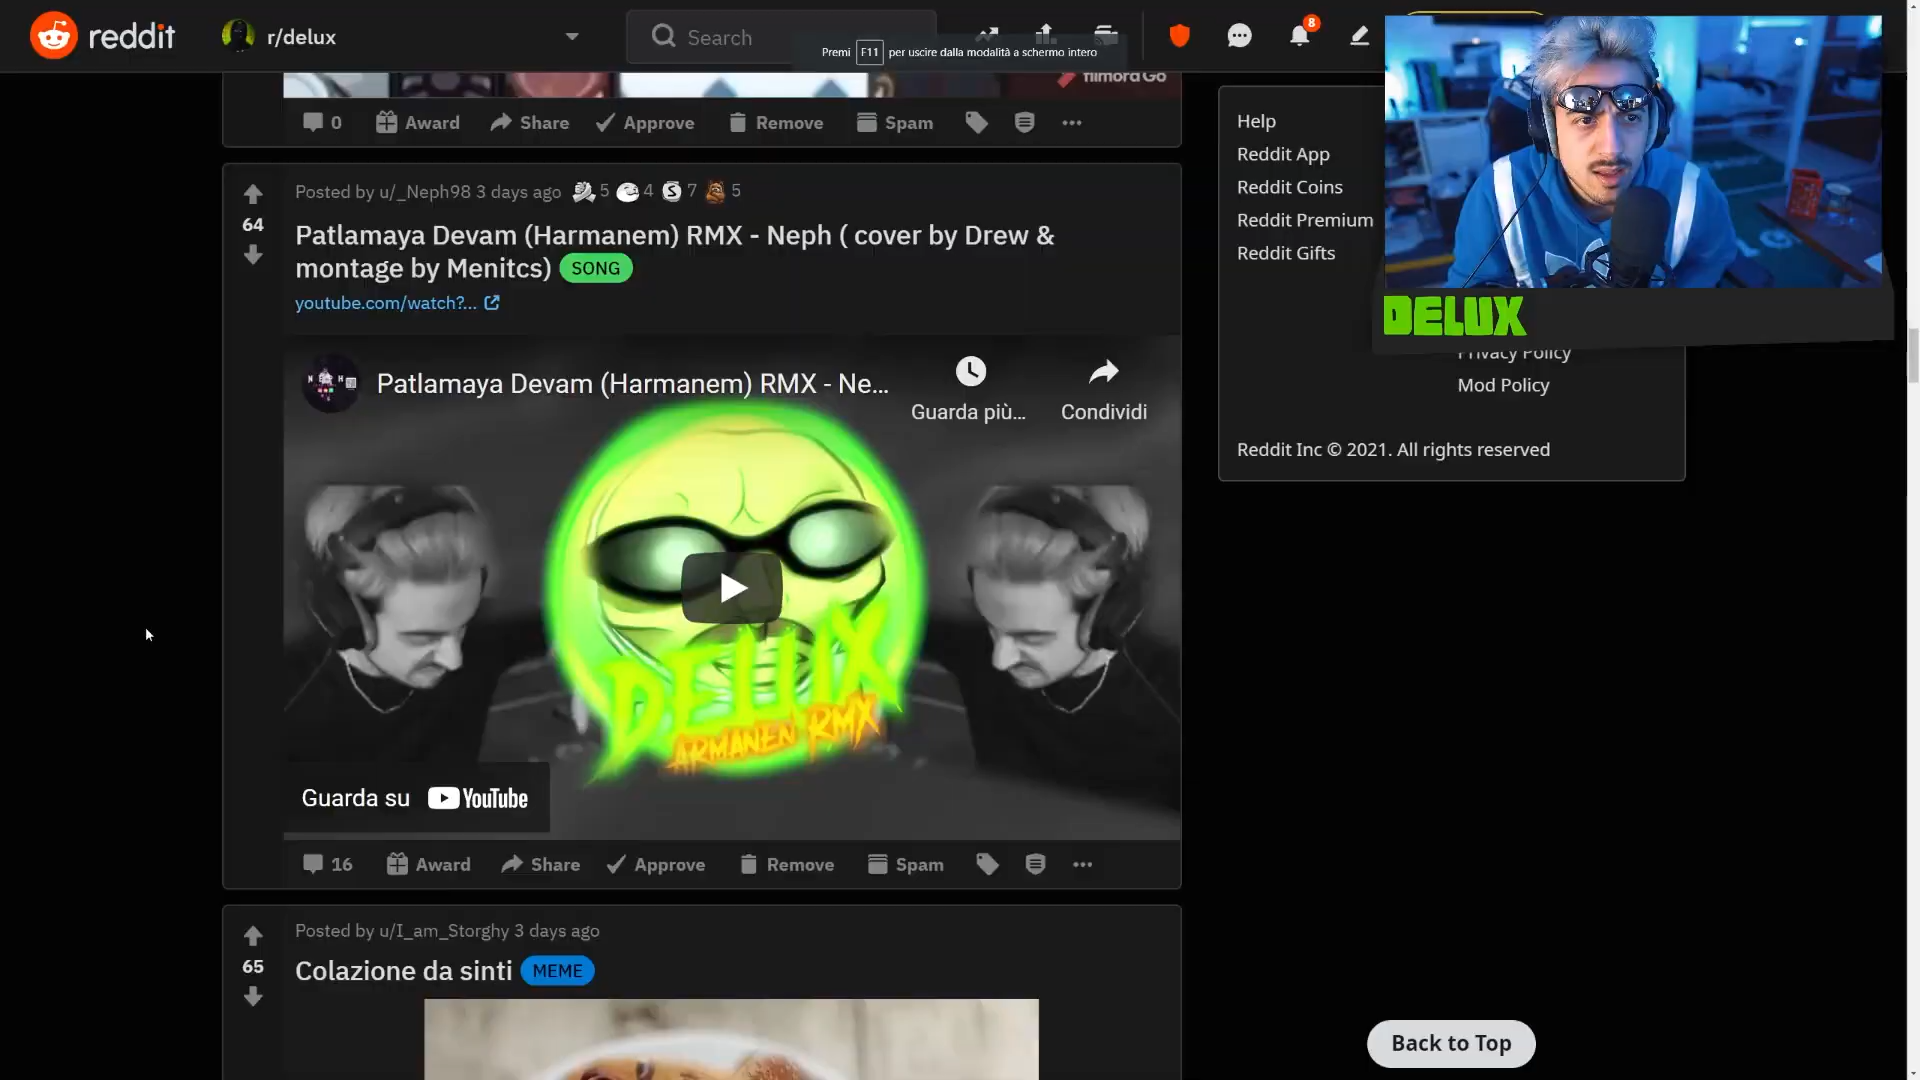 reddit
r/delux
Search
8
Premi F11 per uscire dalla modalità a schermo intero
filmoraGo
0 Award Share Approve Remove Spam
Help
Reddit App
Reddit Coins
Reddit Premium
Reddit Gifts
DELUX
Privacy Policy
Mod Policy
Reddit Inc © 2021. All rights reserved
Posted by u/_Neph98 3 days ago 5 4 7 5
64
Patlamaya Devam (Harmanem) RMX - Neph ( cover by Drew &
montage by Menitcs) SONG
youtube.com/watch?...
Patlamaya Devam (Harmanem) RMX - Ne...
Guarda più...
Condividi
DELUX
ARMANEN RMX
Guarda su YouTube
16 Award Share Approve Remove Spam
Posted by u/I_am_Storghy 3 days ago
65
Colazione da sinti MEME
Back to Top